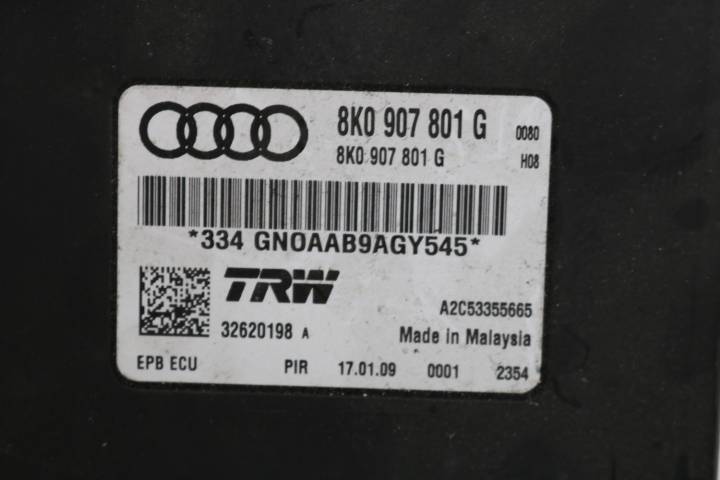 8K0 907 801 G 0080
8K0 907 801 G H08
*334 GN0AAB9AGY545*
TRW
A2C53355665
32620198 A Made in Malaysia
EPB ECU PIR 17.01.09 0001 2354